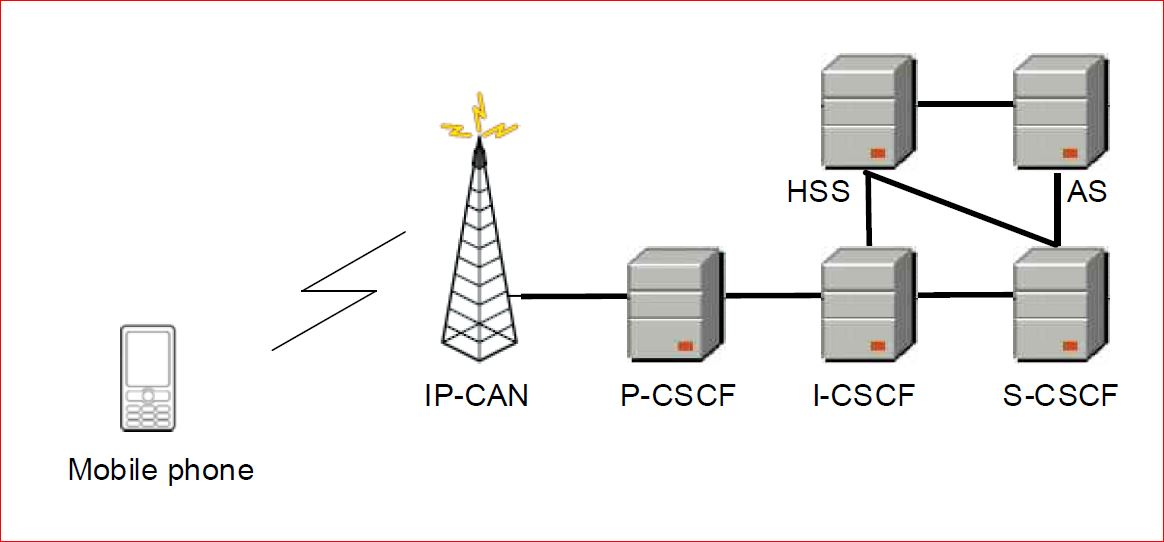 HSS
AS
IP-CAN
P-CSCF
I-CSCF
S-CSCF
Mobile phone